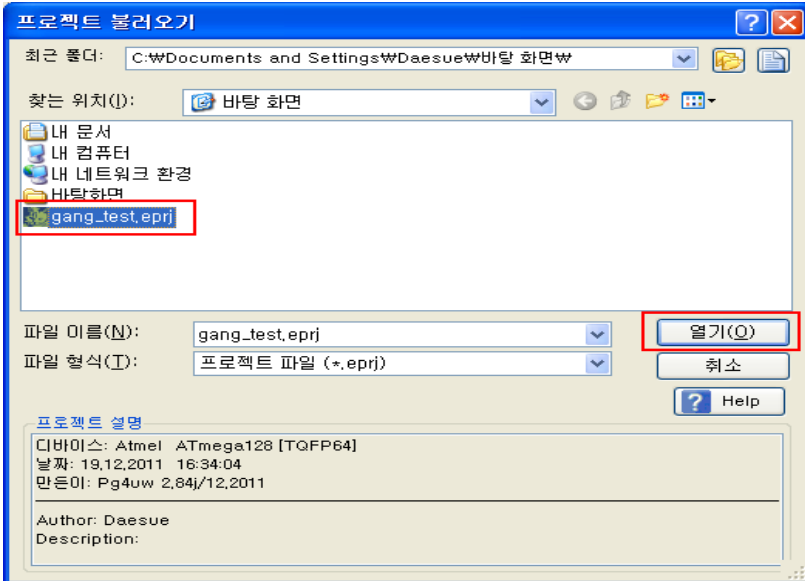 프로젝트 불러오기
최근 폴더: C:₩Documents and Settings₩Daesue₩바탕 화면₩
찾는 위치(I): 바탕 화면
내 문서
내 컴퓨터
내 네트워크 환경
바탕화면
gang_test.eprj
파일 이름(N): gang_test.eprj 열기(O)
파일 형식(T): 프로젝트 파일 (*.eprj) 취소
? Help
프로젝트 설명
디바이스: Atmel ATmega128 [TQFP64]
날짜: 19.12.2011 16:34:04
만든이: Pg4uw 2.84j/12.2011
Author: Daesue
Description: